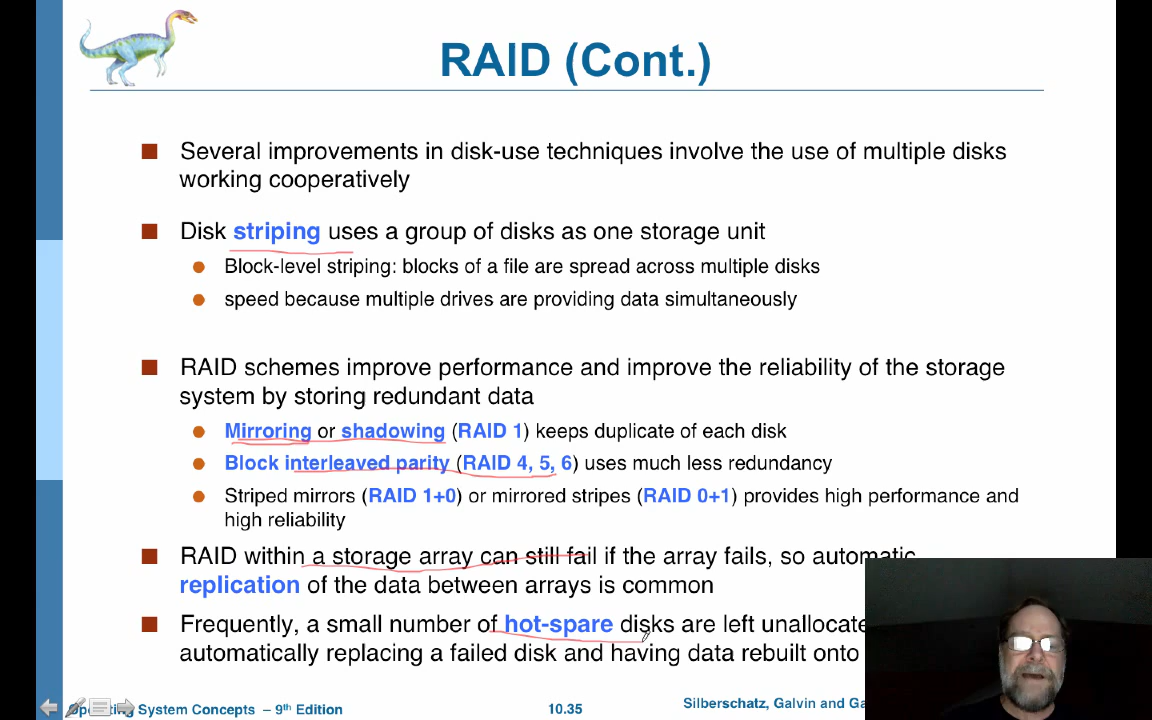 RAID (Cont.)
Several improvements in disk-use techniques involve the use of multiple disks
working cooperatively
Disk striping uses a group of disks as one storage unit
Block-level striping: blocks of a file are spread across multiple disks
speed because multiple drives are providing data simultaneously
RAID schemes improve performance and improve the reliability of the storage
system by storing redundant data
Mirroring or shadowing (RAID 1) keeps duplicate of each disk
Block interleaved parity (RAID 4, 5, 6) uses much less redundancy
Striped mirrors (RAID 1+0) or mirrored stripes (RAID 0+1) provides high performance and
high reliability
RAID within a storage array can still fail if the array fails, so automatic
replication of the data between arrays is common
Frequently, a small number of hot-spare disks are left
automatically replacing a failed disk and having data rebuilt onto
System Concepts – 9th Edition
10.35
Silberschatz, Galvin and